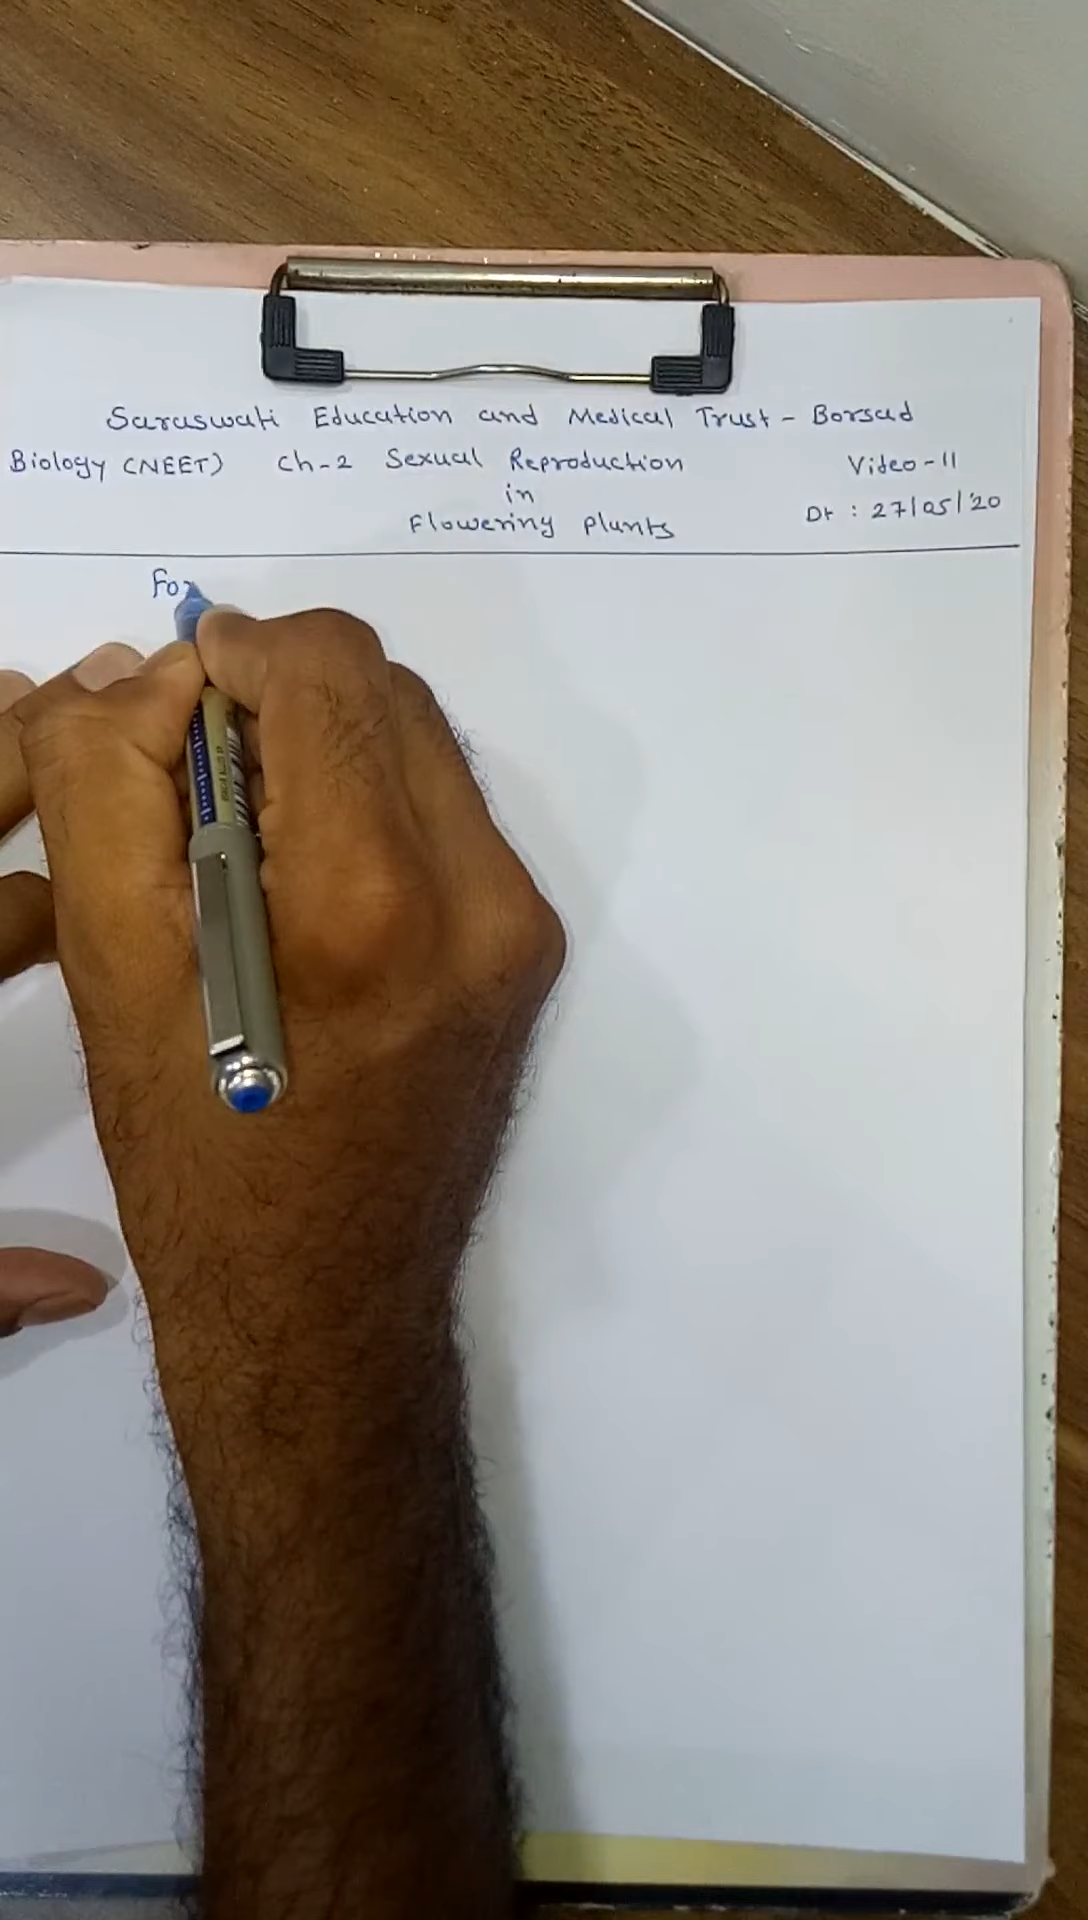 Saraswati Education and Medical Trust - Borsad
Biology (NEET) Ch-2 Sexual Reproduction Video-11
in
Flowering plants Dt : 27/05/'20
For